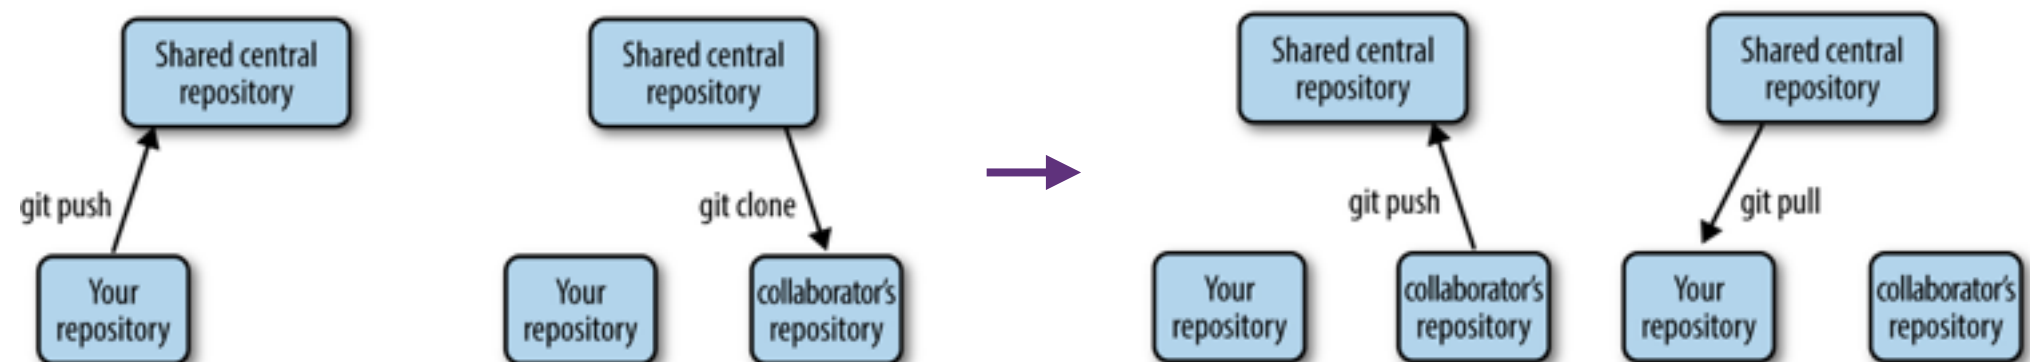 Shared central
repository
git push
Your
repository
Shared central
repository
git clone
Your
repository
collaborator's
repository
Shared central
repository
git push
Your
repository
collaborator's
repository
Shared central
repository
git pull
Your
repository
collaborator's
repository